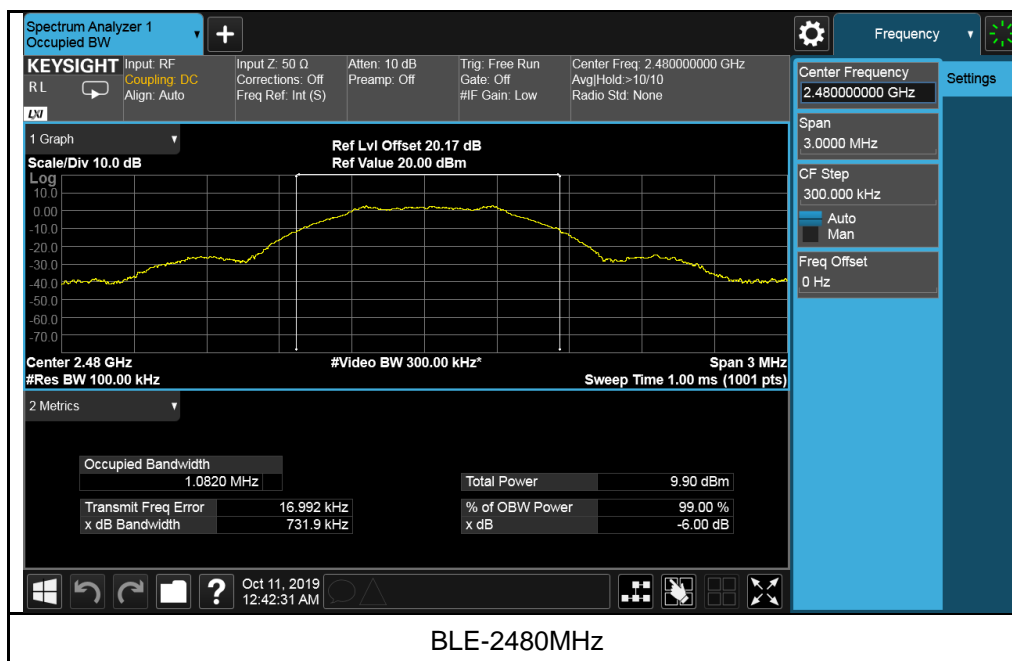 Spectrum Analyzer 1
Occupied BW
+
Frequency
KEYSIGHT
RL
LXI
Input: RF
Coupling: DC
Align: Auto
Input Z: 50 Ω
Corrections: Off
Freq Ref: Int (S)
Atten: 10 dB
Preamp: Off
Trig: Free Run
Gate: Off
#IF Gain: Low
Center Freq: 2.480000000 GHz
Avg|Hold:>10/10
Radio Std: None
Center Frequency
2.480000000 GHz
Settings
Span
3.0000 MHz
CF Step
300.000 kHz
Auto
Man
Freq Offset
0 Hz
1 Graph
Scale/Div 10.0 dB
Ref Lvl Offset 20.17 dB
Ref Value 20.00 dBm
Log
10.0
0.00
-10.0
-20.0
-30.0
-40.0
-50.0
-60.0
-70.0
Center 2.48 GHz
#Video BW 300.00 kHz*
Span 3 MHz
#Res BW 100.00 kHz
Sweep Time 1.00 ms (1001 pts)
2 Metrics
Occupied Bandwidth
1.0820 MHz
Total Power 9.90 dBm
Transmit Freq Error 16.992 kHz
% of OBW Power 99.00 %
x dB Bandwidth 731.9 kHz
x dB -6.00 dB
?
Oct 11, 2019
12:42:31 AM
BLE-2480MHz